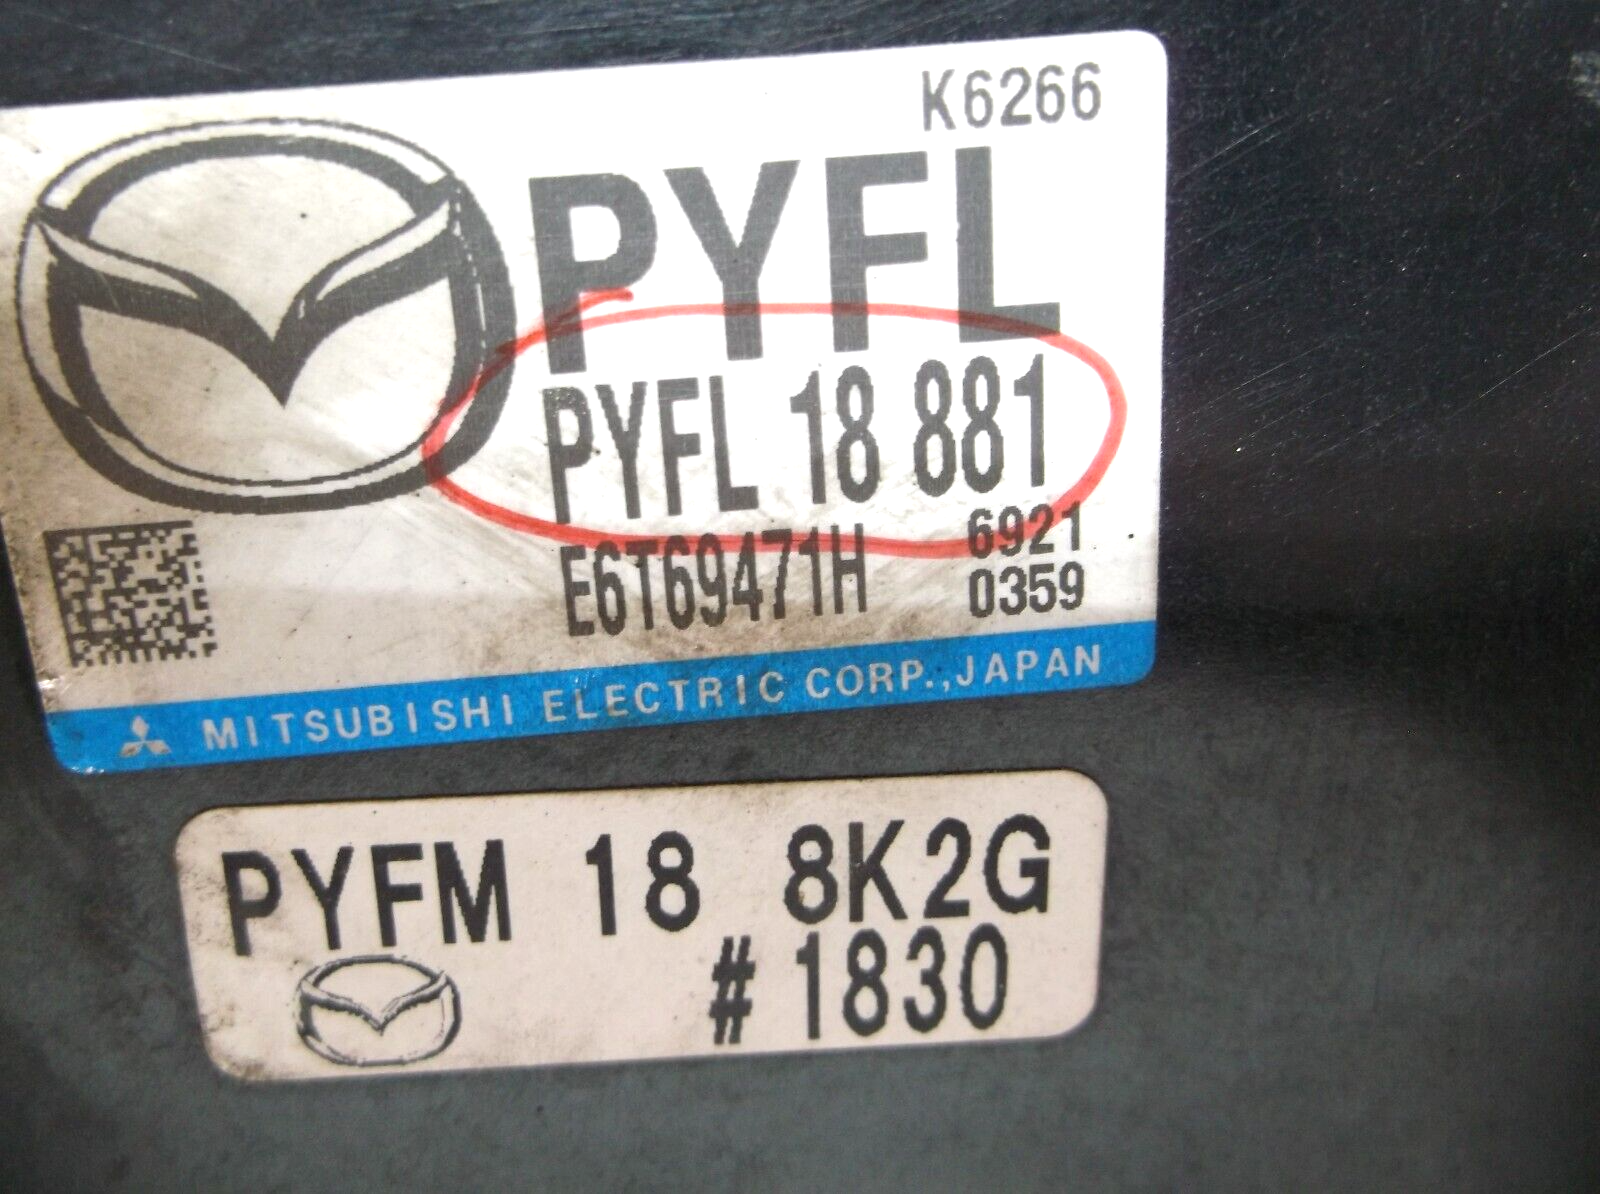 K6266
PYFL
PYFL 18 881
E6T69471H
6921
0359
MITSUBISHI ELECTRIC CORP., JAPAN
PYFM 18 8K2G
#1830